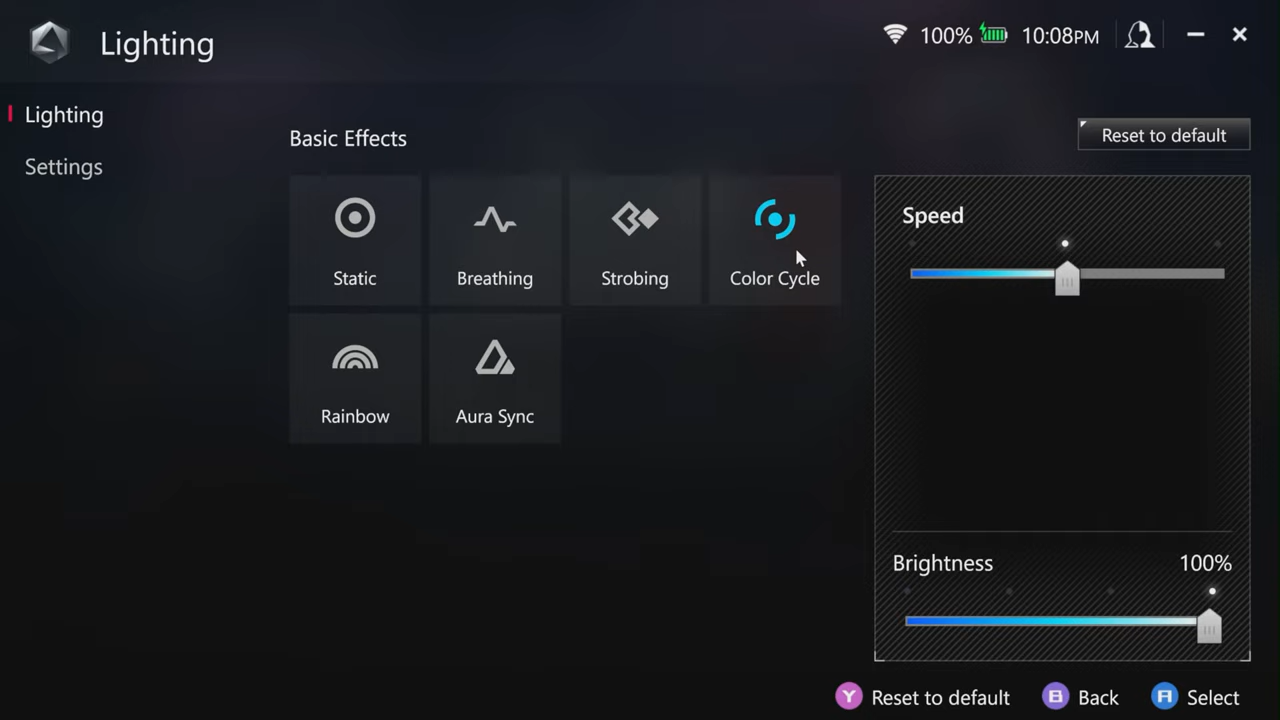 Lighting
100%
10:08PM
Lighting
Settings
Basic Effects
Reset to default
Static
Breathing
Strobing
Color Cycle
Rainbow
Aura Sync
Speed
Brightness
100%
Y Reset to default
B Back
A Select